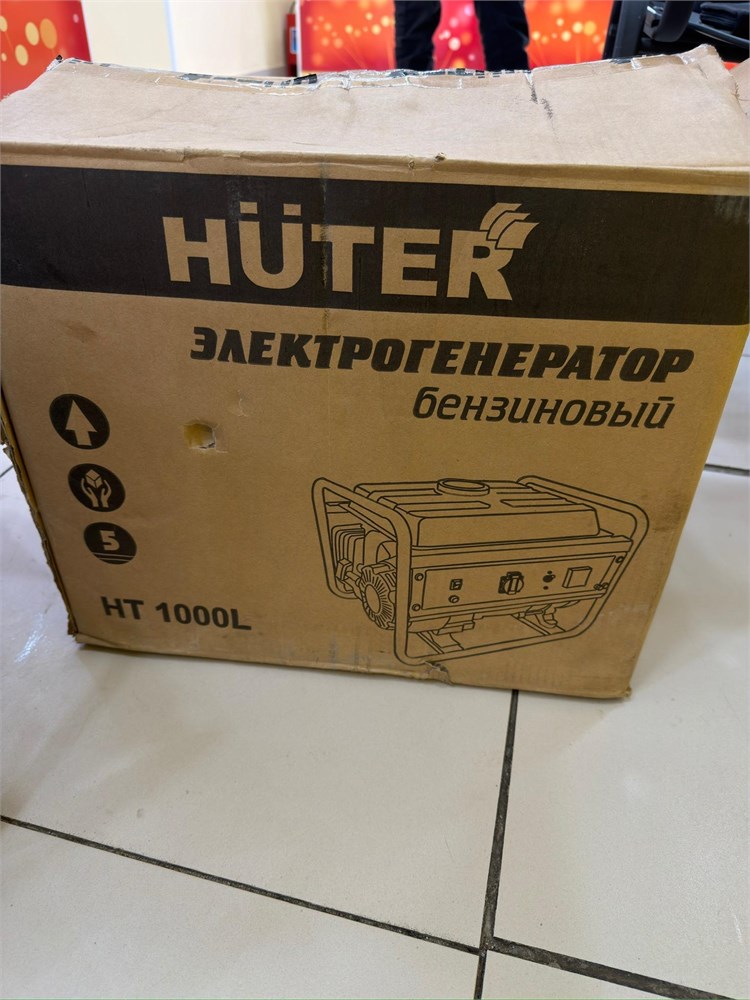 HÜTER
ЭЛЕКТРОГЕНЕРАТОР
бензиновый
5
HT 1000L